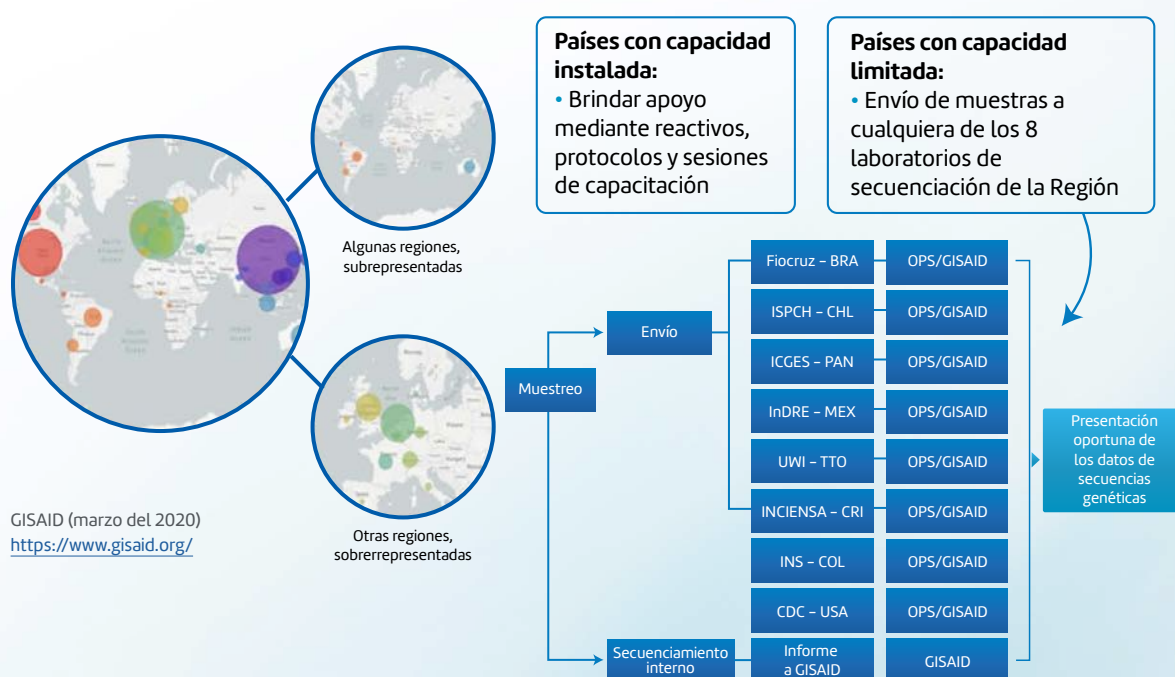 Países con capacidad
instalada:
• Brindar apoyo
mediante reactivos,
protocolos y sesiones
de capacitación
Países con capacidad
limitada:
• Envío de muestras a
cualquiera de los 8
laboratorios de
secuenciación de la Región
Algunas regiones,
subrepresentadas
Otras regiones,
sobrerrepresentadas
GISAID (marzo del 2020)
https://www.gisaid.org/
Muestreo
Envío
Fiocruz – BRA
OPS/GISAID
ISPCH – CHL
OPS/GISAID
ICGES – PAN
OPS/GISAID
InDRE – MEX
OPS/GISAID
UWI – TTO
OPS/GISAID
INCIENSA – CRI
OPS/GISAID
INS – COL
OPS/GISAID
CDC – USA
OPS/GISAID
Secuenciamiento
interno
Informe
a GISAID
GISAID
Presentación
oportuna de
los datos de
secuencias
genéticas